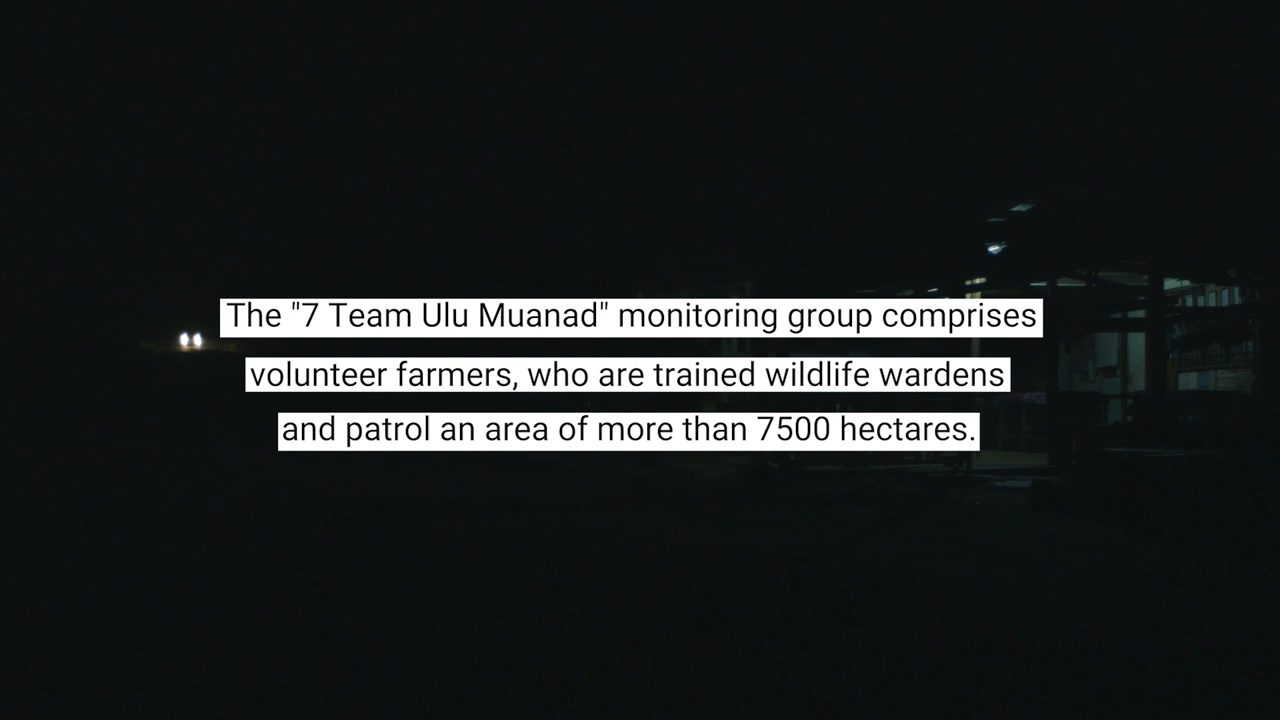 The "7 Team Ulu Muanad" monitoring group comprises
volunteer farmers, who are trained wildlife wardens
and patrol an area of more than 7500 hectares.